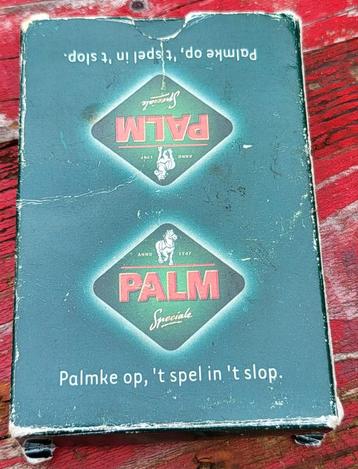 Palmke op, 't spel in 't slop.
Speciale
PALM
ANNO 1747
ANNO 1747
PALM
Speciale
Palmke op, 't spel in 't slop.